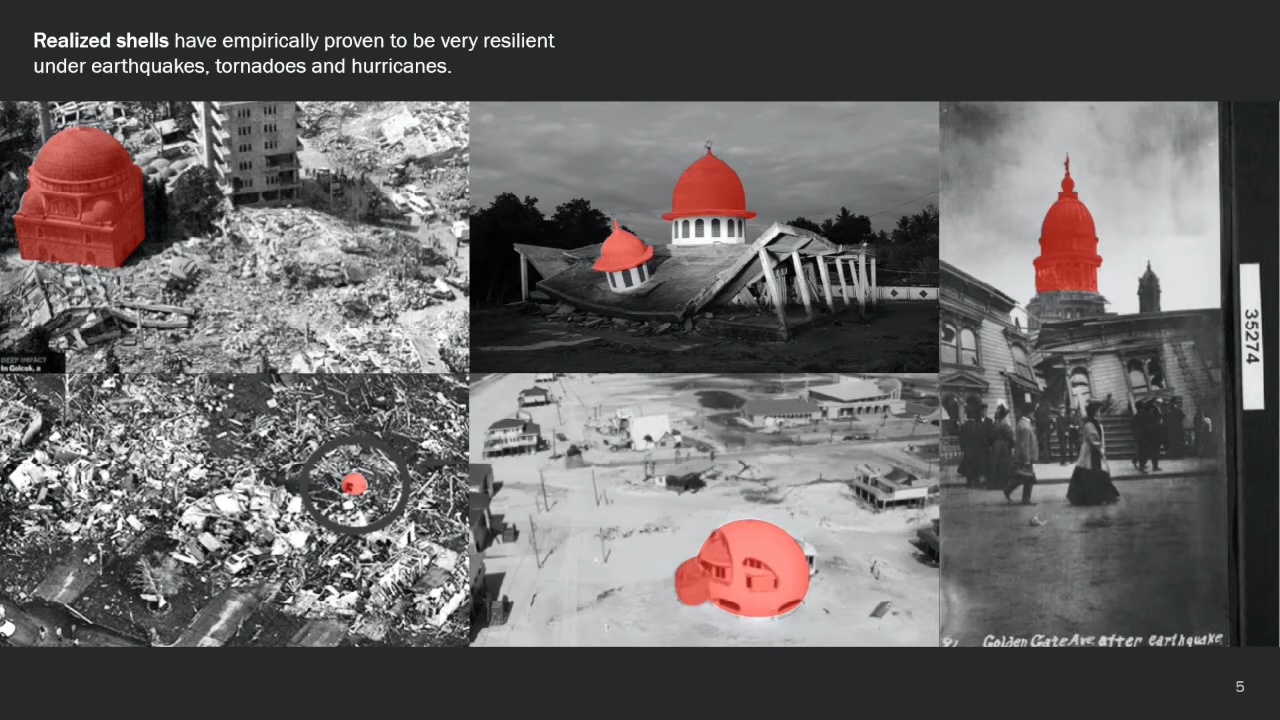 Realized shells have empirically proven to be very resilient
under earthquakes, tornadoes and hurricanes.
DEEP IMPACT
In Golcuk, a
35274
91 Golden Gate Ave. after earthquake
5